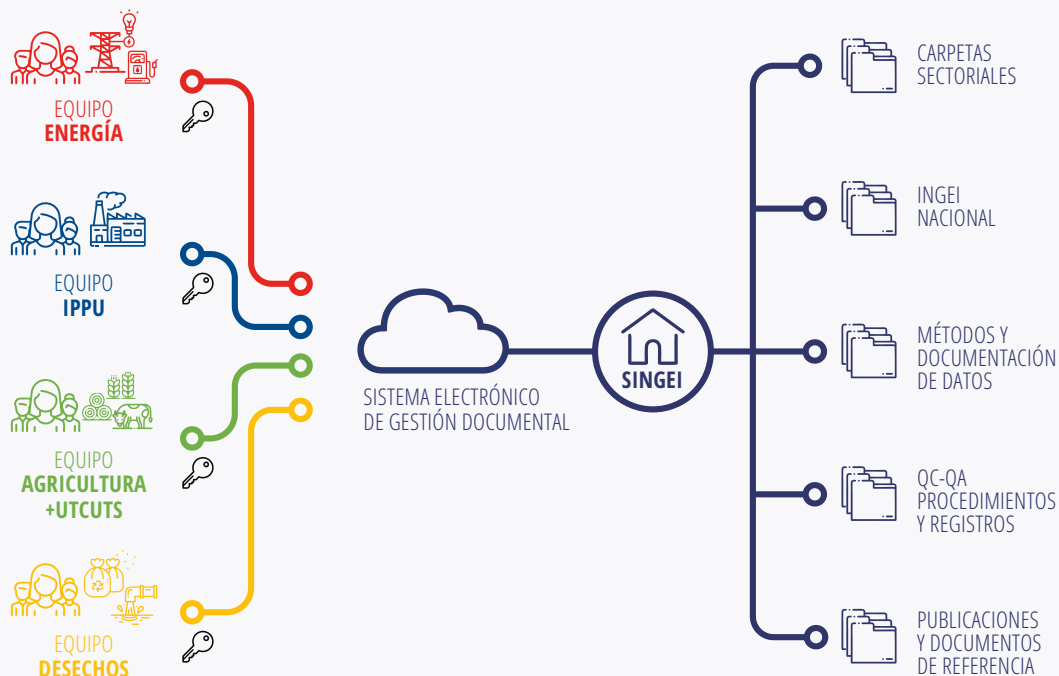 EQUIPO
ENERGÍA
EQUIPO
IPPU
EQUIPO
AGRICULTURA
+UTCUTS
EQUIPO
DESECHOS
SISTEMA ELECTRÓNICO
DE GESTIÓN DOCUMENTAL
SINGEI
CARPETAS
SECTORIALES
INGEI
NACIONAL
MÉTODOS Y
DOCUMENTACIÓN
DE DATOS
QC-QA
PROCEDIMIENTOS
Y REGISTROS
PUBLICACIONES
Y DOCUMENTOS
DE REFERENCIA